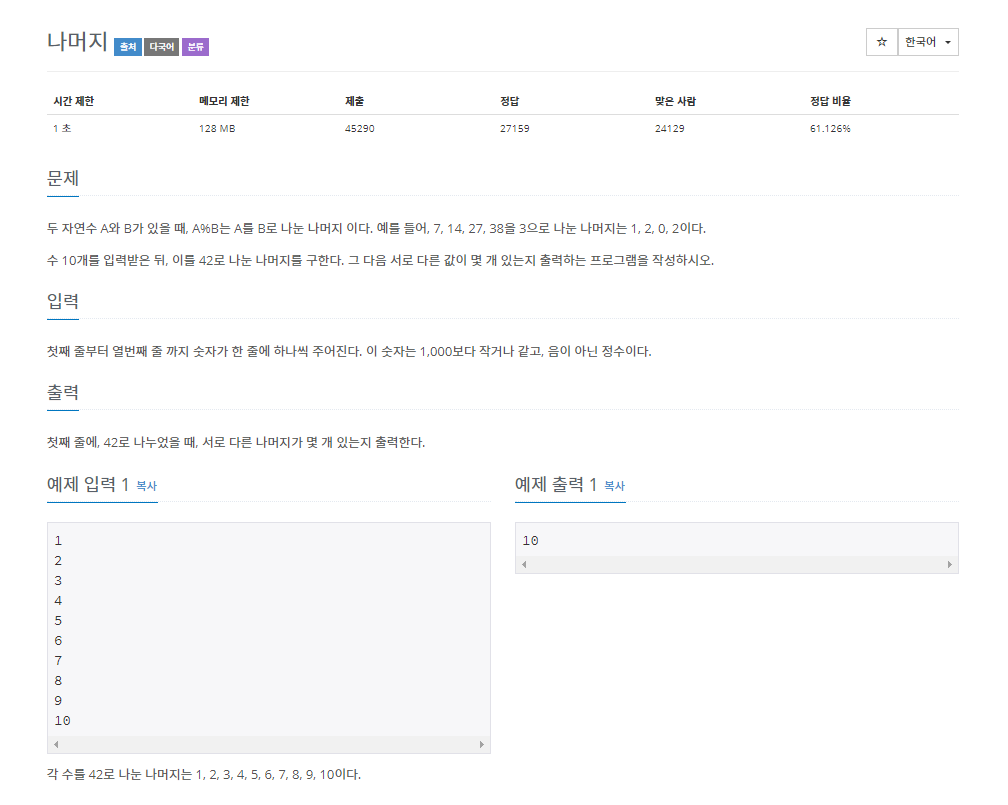 나머지 출처 다국어 분류 ☆ 한국어
시간 제한 메모리 제한 제출 정답 맞은 사람 정답 비율
1 초 128 MB 45290 27159 24129 61.126%
문제
두 자연수 A와 B가 있을 때, A%B는 A를 B로 나눈 나머지 이다. 예를 들어, 7, 14, 27, 38을 3으로 나눈 나머지는 1, 2, 0, 2이다.
수 10개를 입력받은 뒤, 이를 42로 나눈 나머지를 구한다. 그 다음 서로 다른 값이 몇 개 있는지 출력하는 프로그램을 작성하시오.
입력
첫째 줄부터 열번째 줄 까지 숫자가 한 줄에 하나씩 주어진다. 이 숫자는 1,000보다 작거나 같고, 음이 아닌 정수이다.
출력
첫째 줄에, 42로 나누었을 때, 서로 다른 나머지가 몇 개 있는지 출력한다.
예제 입력 1 복사
1
2
3
4
5
6
7
8
9
10
각 수를 42로 나눈 나머지는 1, 2, 3, 4, 5, 6, 7, 8, 9, 10이다.
예제 출력 1 복사
10